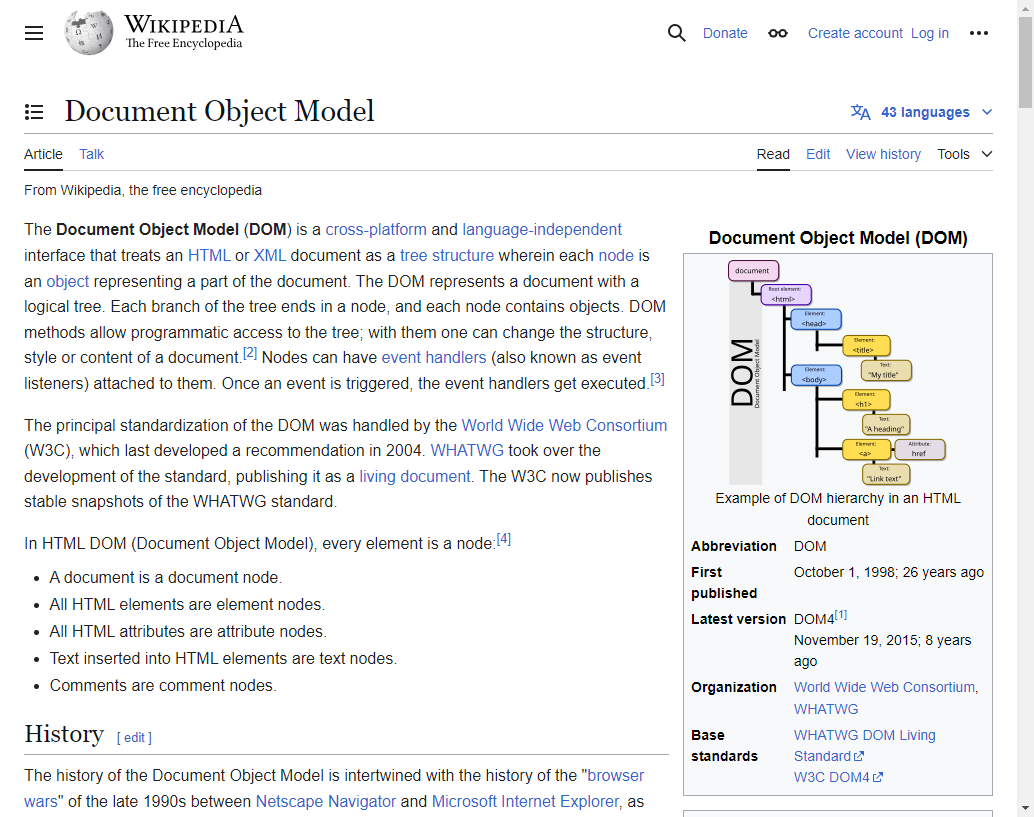 WIKIPEDIA
The Free Encyclopedia
Donate
Create account
Log in
Document Object Model
43 languages
Article
Talk
Read
Edit
View history
Tools
From Wikipedia, the free encyclopedia
The Document Object Model (DOM) is a cross-platform and language-independent
interface that treats an HTML or XML document as a tree structure wherein each node is
an object representing a part of the document. The DOM represents a document with a
logical tree. Each branch of the tree ends in a node, and each node contains objects. DOM
methods allow programmatic access to the tree; with them one can change the structure,
style or content of a document.[2] Nodes can have event handlers (also known as event
listeners) attached to them. Once an event is triggered, the event handlers get executed.[3]
The principal standardization of the DOM was handled by the World Wide Web Consortium
(W3C), which last developed a recommendation in 2004. WHATWG took over the
development of the standard, publishing it as a living document. The W3C now publishes
stable snapshots of the WHATWG standard.
In HTML DOM (Document Object Model), every element is a node:[4]
• A document is a document node.
• All HTML elements are element nodes.
• All HTML attributes are attribute nodes.
• Text inserted into HTML elements are text nodes.
• Comments are comment nodes.
History [ edit ]
The history of the Document Object Model is intertwined with the history of the "browser
wars" of the late 1990s between Netscape Navigator and Microsoft Internet Explorer, as
Document Object Model (DOM)
DOM
Document Object Model
document
Root element:
<html>
Element:
<head>
Element:
<title>
Text:
"My title"
Element:
<body>
Element:
<h1>
Text:
"A heading"
Element:
<a>
Attribute:
href
Text:
"Link text"
Example of DOM hierarchy in an HTML
document
Abbreviation DOM
First published October 1, 1998; 26 years ago
Latest version DOM4[1]
November 19, 2015; 8 years
ago
Organization World Wide Web Consortium,
WHATWG
Base standards WHATWG DOM Living
Standard
W3C DOM4